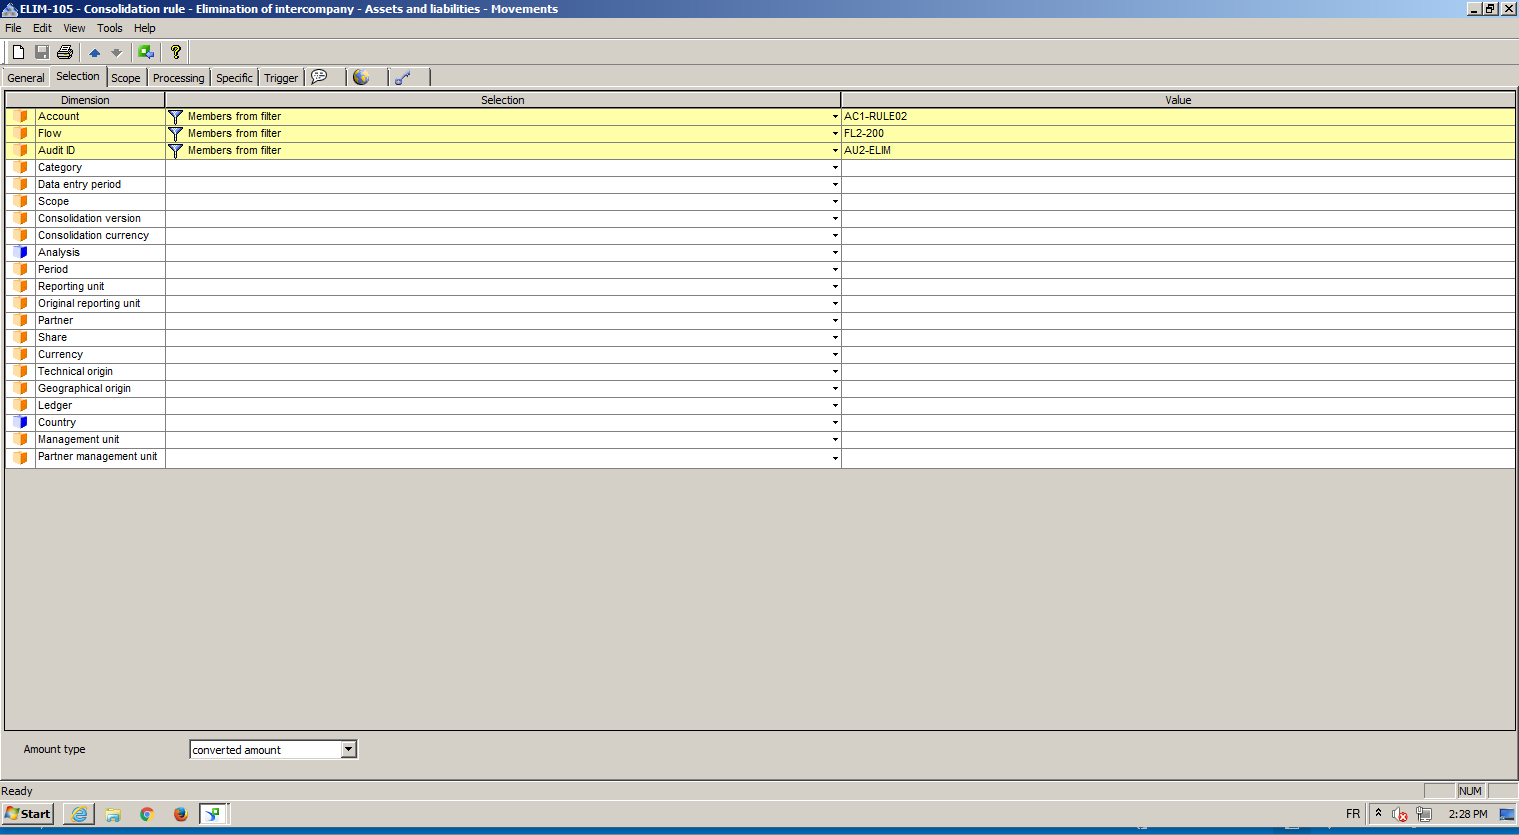 ELIM-105 - Consolidation rule - Elimination of intercompany - Assets and liabilities - Movements
File Edit View Tools Help
General Selection Scope Processing Specific Trigger
Dimension Selection Value
Account Members from filter AC1-RULE02
Flow Members from filter FL2-200
Audit ID Members from filter AU2-ELIM
Category
Data entry period
Scope
Consolidation version
Consolidation currency
Analysis
Period
Reporting unit
Original reporting unit
Partner
Share
Currency
Technical origin
Geographical origin
Ledger
Country
Management unit
Partner management unit
Amount type converted amount
Ready NUM
Start FR 2:28 PM